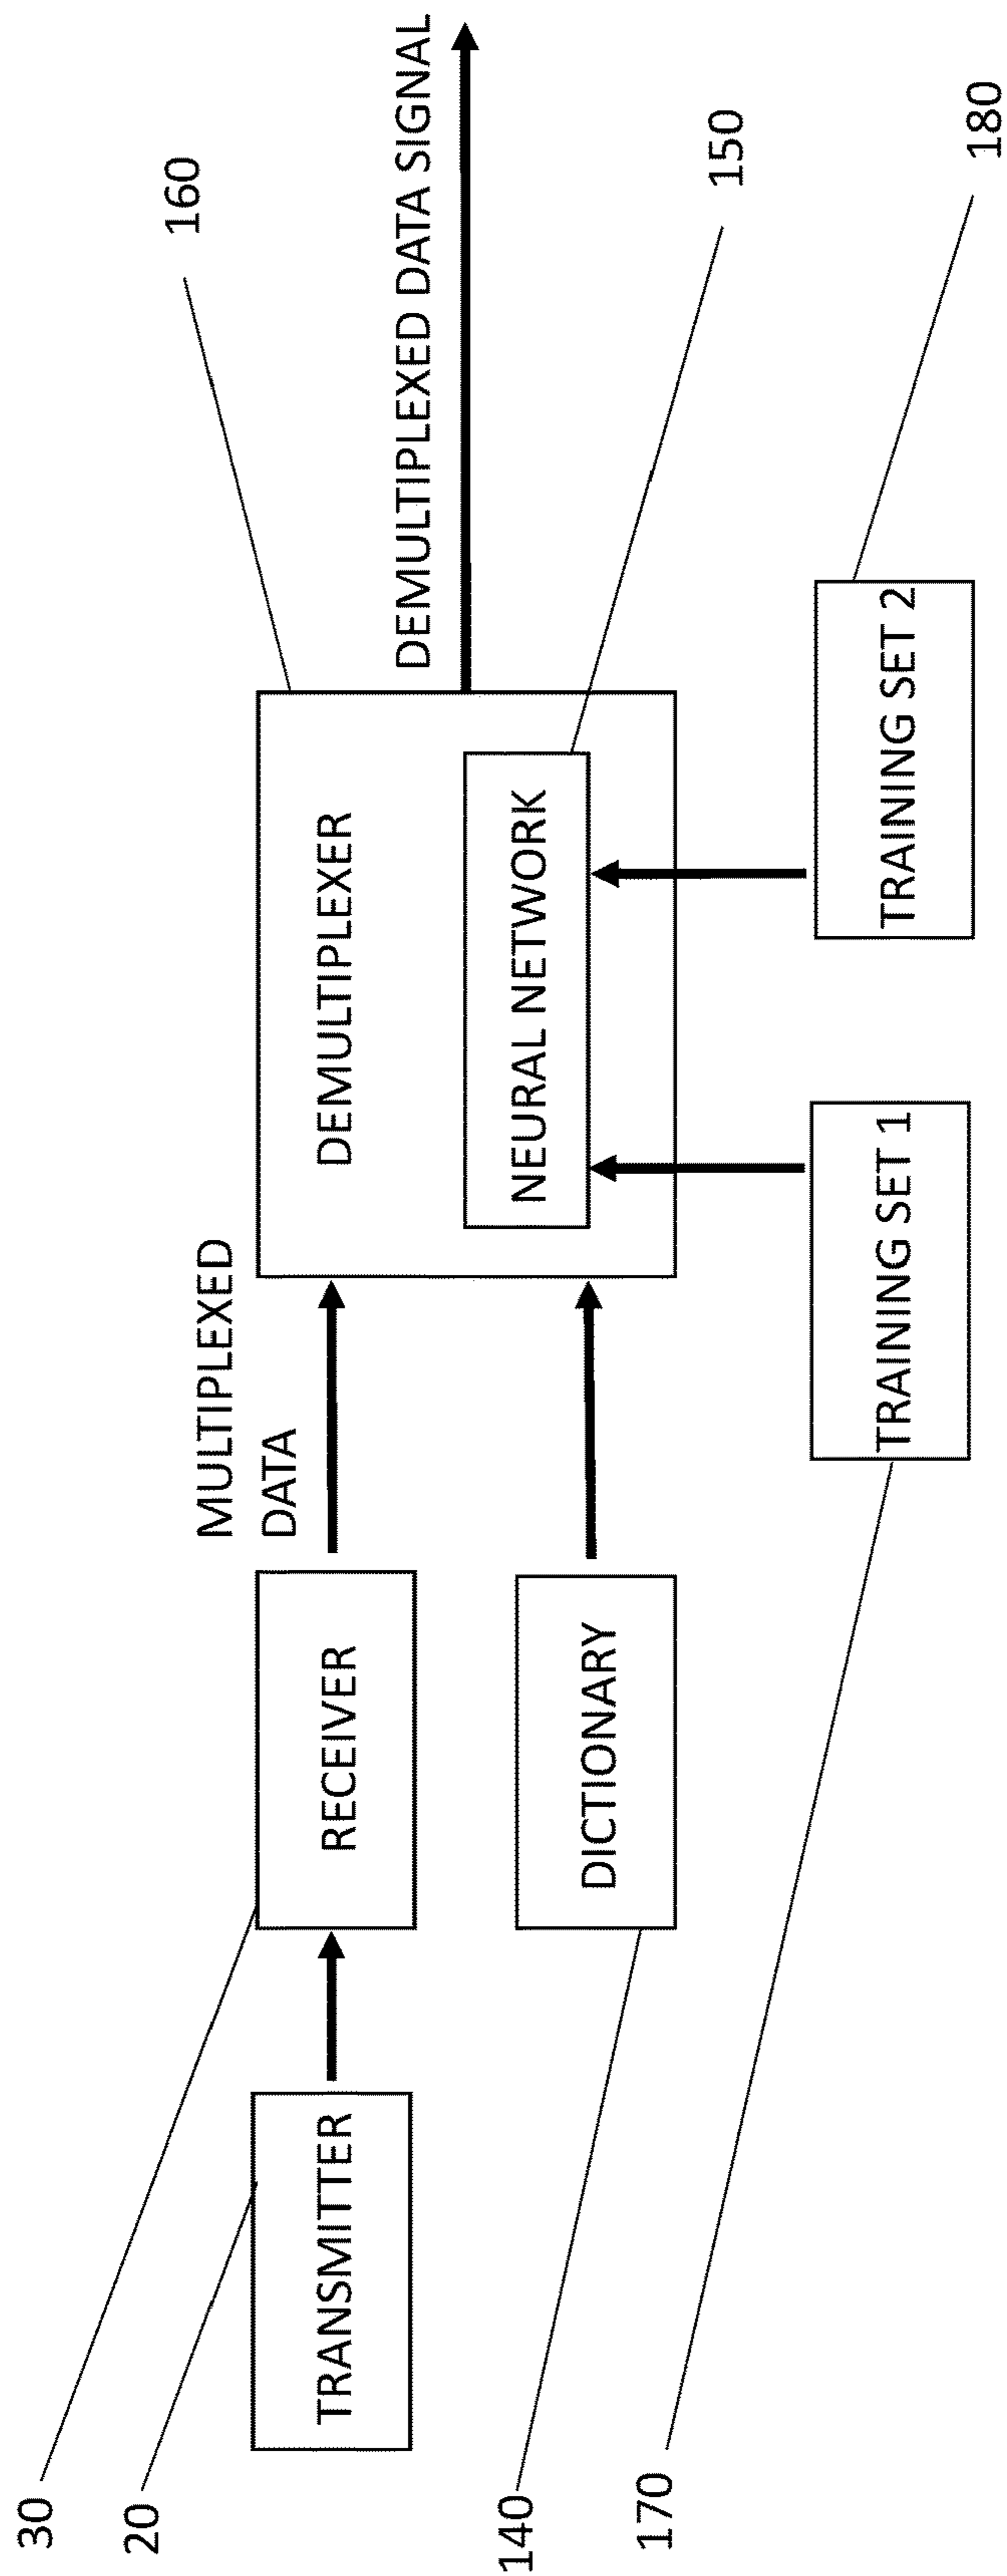 30
20
140
170
TRANSMITTER
RECEIVER
DICTIONARY
MULTIPLEXED
DATA
DEMULTIPLEXER
NEURAL NETWORK
TRAINING SET 1
TRAINING SET 2
160
DEMULTIPLEXED DATA SIGNAL
150
180